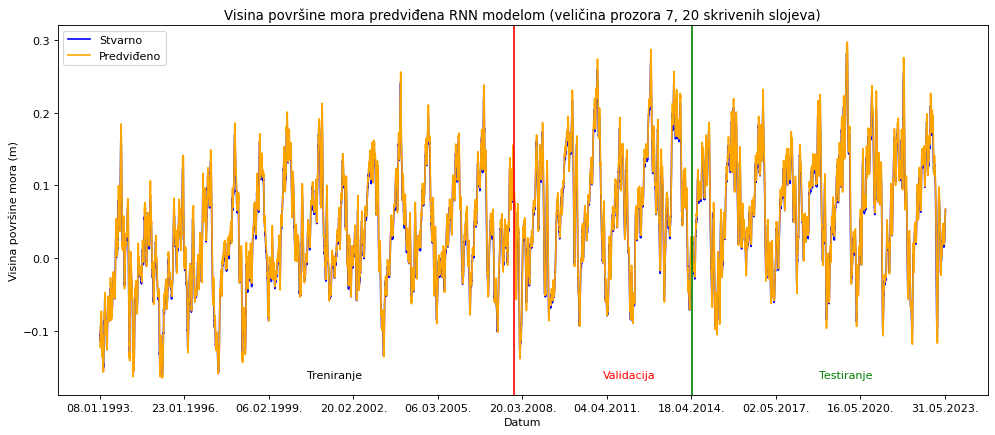 Visina površine mora predviđena RNN modelom (veličina prozora 7, 20 skrivenih slojeva)
Stvarno
Predviđeno
Visina površine mora (m)
0.3
0.2
0.1
0.0
−0.1
Treniranje
Validacija
Testiranje
08.01.1993. 23.01.1996. 06.02.1999. 20.02.2002. 06.03.2005. 20.03.2008. 04.04.2011. 18.04.2014. 02.05.2017. 16.05.2020. 31.05.2023.
Datum